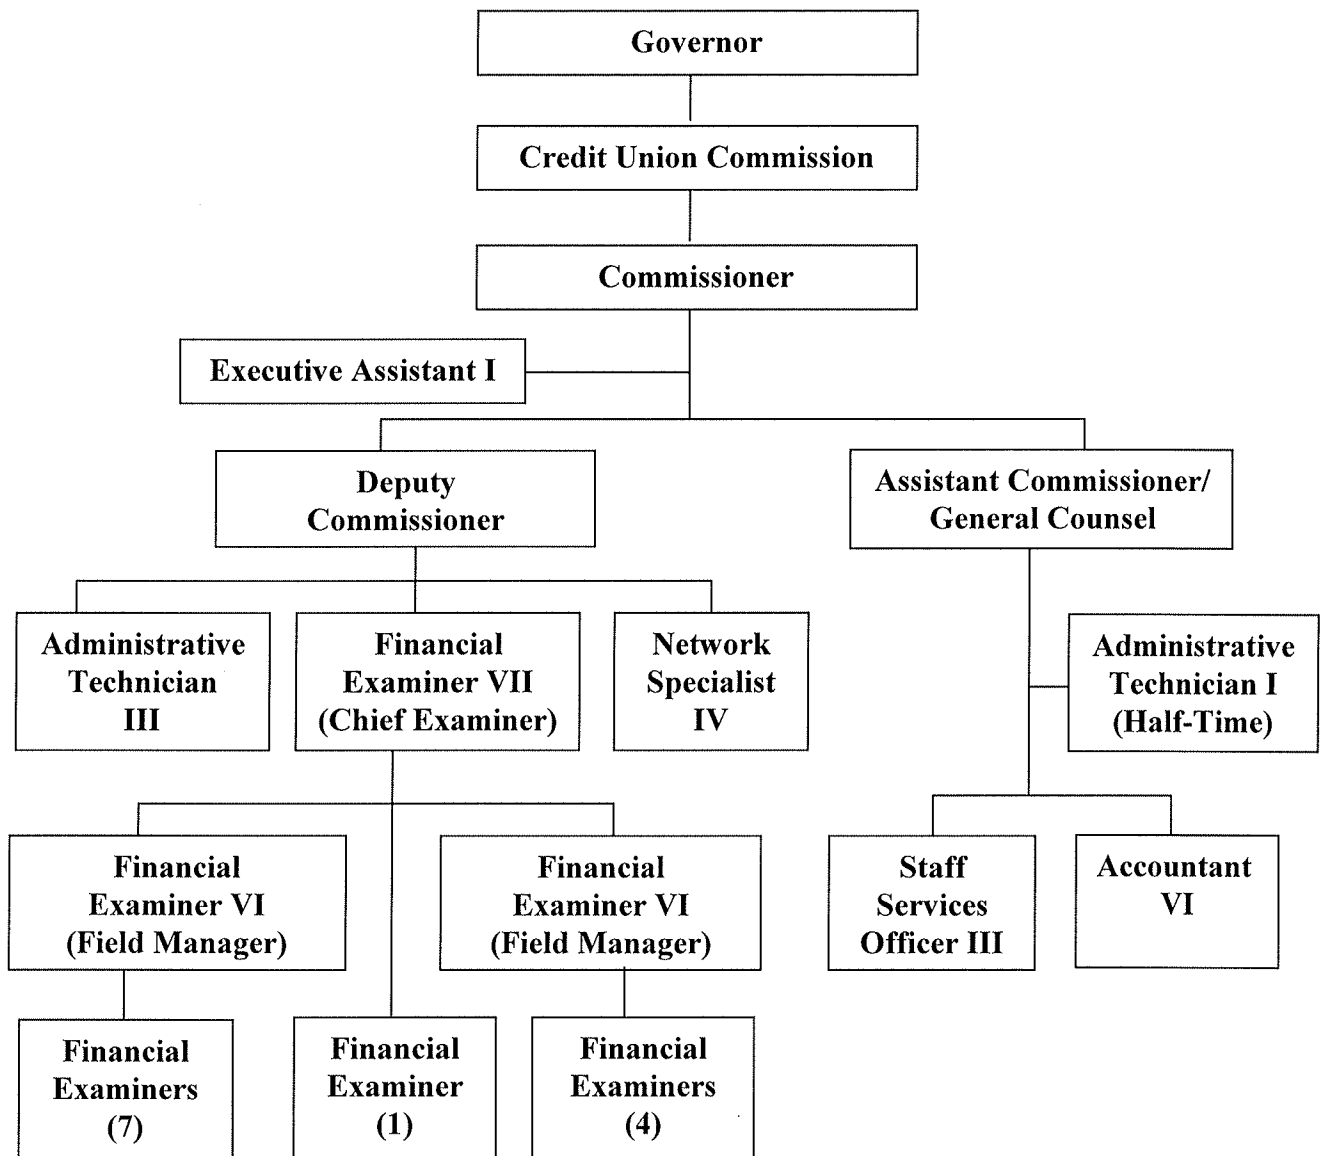 Governor
Credit Union Commission
Commissioner
Executive Assistant I
Deputy
Commissioner
Assistant Commissioner/
General Counsel
Administrative
Technician
III
Financial
Examiner VII
(Chief Examiner)
Network
Specialist
IV
Administrative
Technician I
(Half-Time)
Financial
Examiner VI
(Field Manager)
Financial
Examiner VI
(Field Manager)
Staff
Services
Officer III
Accountant
VI
Financial
Examiners
(7)
Financial
Examiner
(1)
Financial
Examiners
(4)